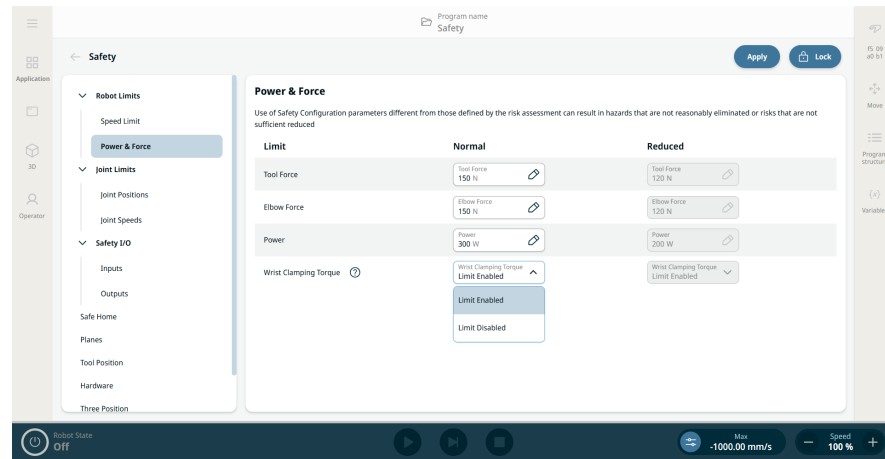 Program name
Safety
Safety
Apply
Lock
f5 09
a0 b1
Application
3D
Operator
Move
Program
structure
Variables
Robot Limits
Speed Limit
Power & Force
Joint Limits
Joint Positions
Joint Speeds
Safety I/O
Inputs
Outputs
Safe Home
Planes
Tool Position
Hardware
Three Position
Power & Force
Use of Safety Configuration parameters different from those defined by the risk assessment can result in hazards that are not reasonably eliminated or risks that are not
sufficient reduced
Limit Normal Reduced
Tool Force
Tool Force
150 N
Tool Force
120 N
Elbow Force
Elbow Force
150 N
Elbow Force
120 N
Power
Power
300 W
Power
200 W
Wrist Clamping Torque ?
Wrist Clamping Torque
Limit Enabled
Wrist Clamping Torque
Limit Enabled
Limit Enabled
Limit Disabled
Robot State
Off
Max
-1000.00 mm/s
Speed
100 %